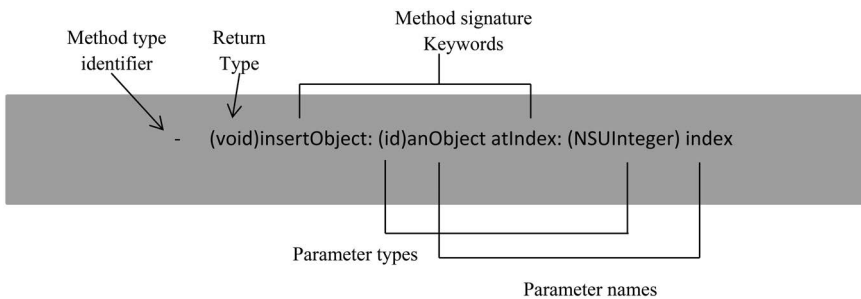 Method signature
Keywords
Method type
identifier
Return
Type
- (void)insertObject: (id)anObject atIndex: (NSUInteger) index
Parameter types
Parameter names